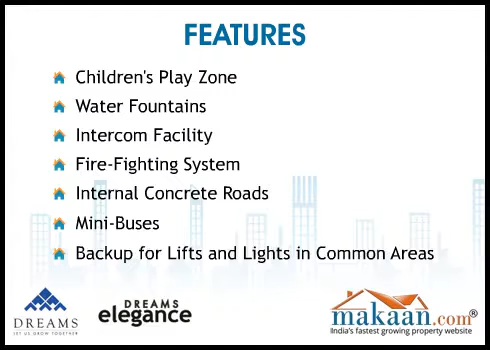 FEATURES
Children's Play Zone
Water Fountains
Intercom Facility
Fire-Fighting System
Internal Concrete Roads
Mini-Buses
Backup for Lifts and Lights in Common Areas
DREAMS
LET US GROW TOGETHER
DREAMS
elegance
makaan.com®
India's fastest growing property website